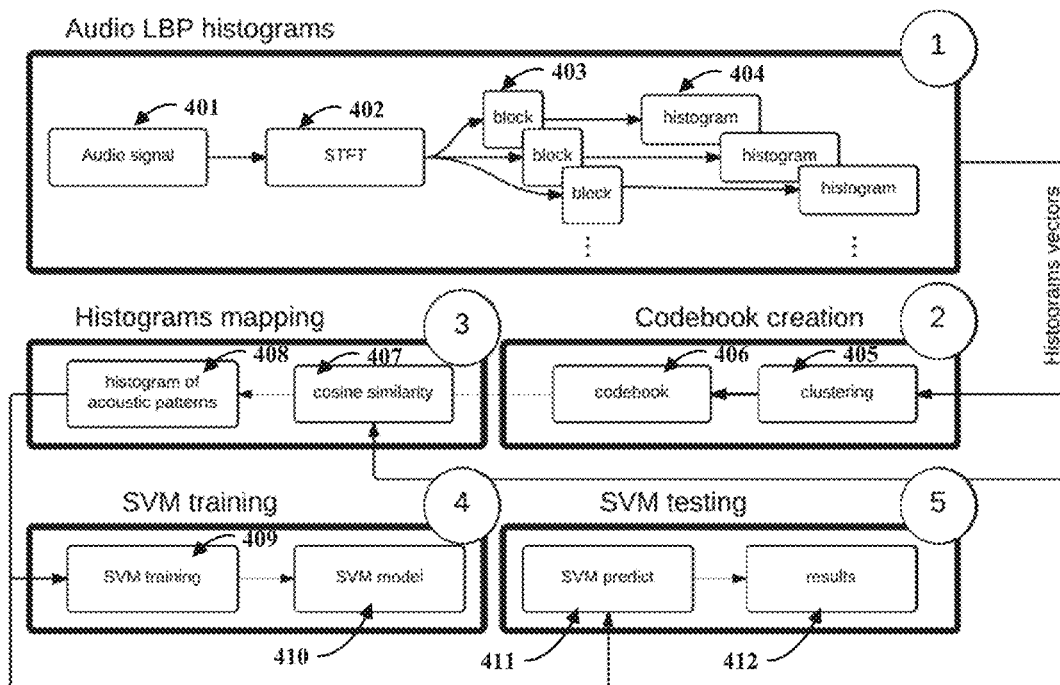 Audio LBP histograms
1
401
402
403
404
Audio signal
STFT
block
histogram
block
histogram
block
histogram
⋮
⋮
Histograms vectors
Histograms mapping
3
Codebook creation
2
408
407
406
405
histogram of
acoustic patterns
cosine similarity
codebook
clustering
SVM training
4
SVM testing
5
409
SVM training
SVM model
SVM predict
results
410
411
412